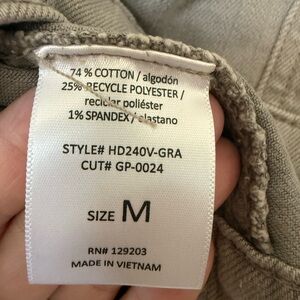 74 % COTTON / algodón
25% RECYCLE POLYESTER /
reciclar poliéster
1% SPANDEX / elastano
STYLE# HD240V-GRA
CUT# GP-0024
SIZE M
RN# 129203
MADE IN VIETNAM